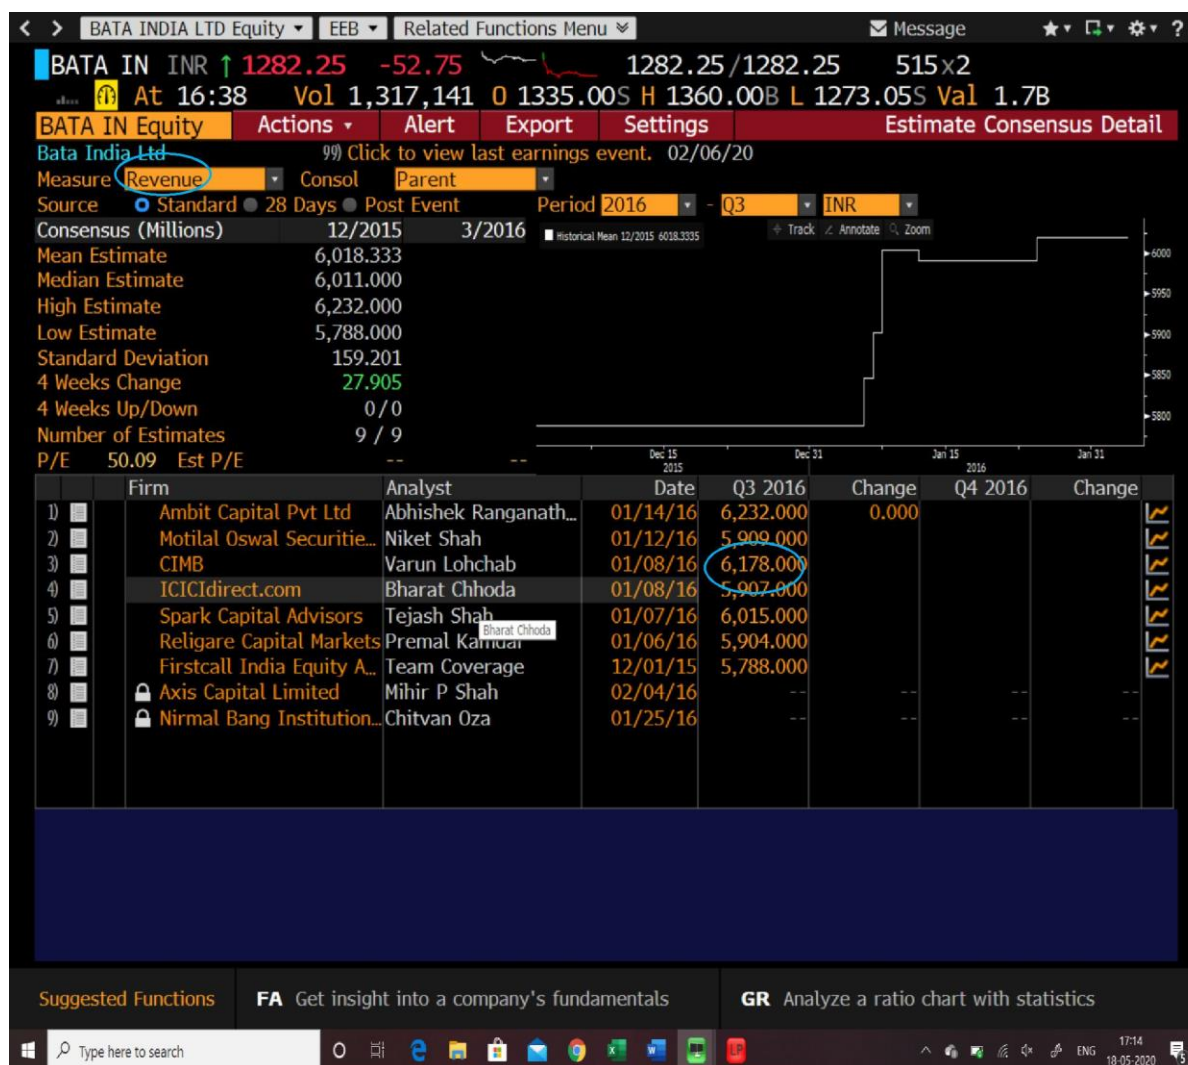 BATA INDIA LTD Equity EEB Related Functions Menu Message ?
BATA IN INR ↑ 1282.25 -52.75 1282.25/1282.25 515x2
At 16:38 Vol 1,317,141 O 1335.00S H 1360.00B L 1273.05S Val 1.7B
BATA IN Equity Actions Alert Export Settings Estimate Consensus Detail
Bata India Ltd 99) Click to view last earnings event. 02/06/20
Measure Revenue Consol Parent
Source Standard 28 Days Post Event Period 2016 - Q3 INR
Consensus (Millions) 12/2015 3/2016 Historical Mean 12/2015 6018.3335 Track Annotate Zoom
Mean Estimate 6,018.333 6000
Median Estimate 6,011.000
High Estimate 6,232.000 5950
Low Estimate 5,788.000 5900
Standard Deviation 159.201
4 Weeks Change 27.905 5850
4 Weeks Up/Down 0/0 5800
Number of Estimates 9 / 9
P/E 50.09 Est P/E -- -- Dec 15 Dec 31 Jan 15 Jan 31
2015 2016
Firm Analyst Date Q3 2016 Change Q4 2016 Change
1) Ambit Capital Pvt Ltd Abhishek Ranganath... 01/14/16 6,232.000 0.000
2) Motilal Oswal Securitie... Niket Shah 01/12/16 5,909.000
3) CIMB Varun Lohchab 01/08/16 6,178.000
4) ICICIdirect.com Bharat Chhoda 01/08/16 5,907.000
5) Spark Capital Advisors Tejash Shah 01/07/16 6,015.000
Bharat Chhoda
6) Religare Capital Markets Premal Kamdar 01/06/16 5,904.000
7) Firstcall India Equity A... Team Coverage 12/01/15 5,788.000
8) Axis Capital Limited Mihir P Shah 02/04/16 -- -- -- --
9) Nirmal Bang Institution... Chitvan Oza 01/25/16 -- -- -- --
Suggested Functions FA Get insight into a company's fundamentals GR Analyze a ratio chart with statistics
Type here to search LP ENG 17:14
18-05-2020 5